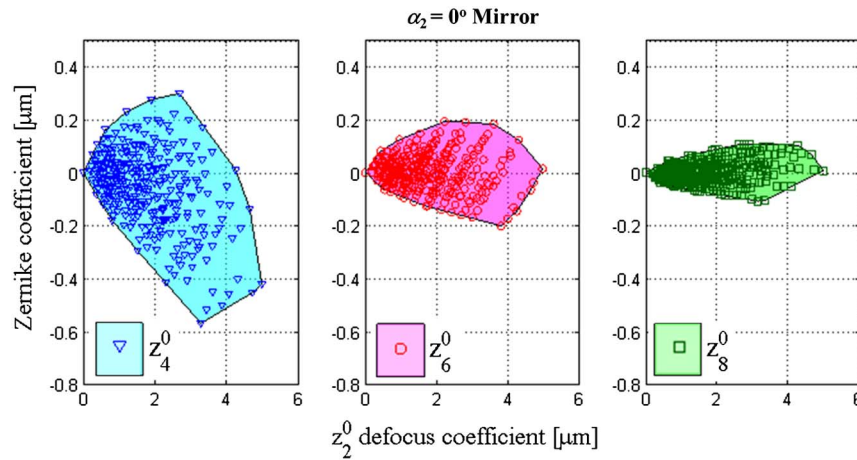 α₂ = 0° Mirror
Zernike coefficient [μm]
0.4
0.2
0
-0.2
-0.4
-0.6
-0.8
0 2 4 6
z₄⁰
0.4
0.2
0
-0.2
-0.4
-0.6
-0.8
0 2 4 6
z₆⁰
0.4
0.2
0
-0.2
-0.4
-0.6
-0.8
0 2 4 6
z₈⁰
z₂⁰ defocus coefficient [μm]